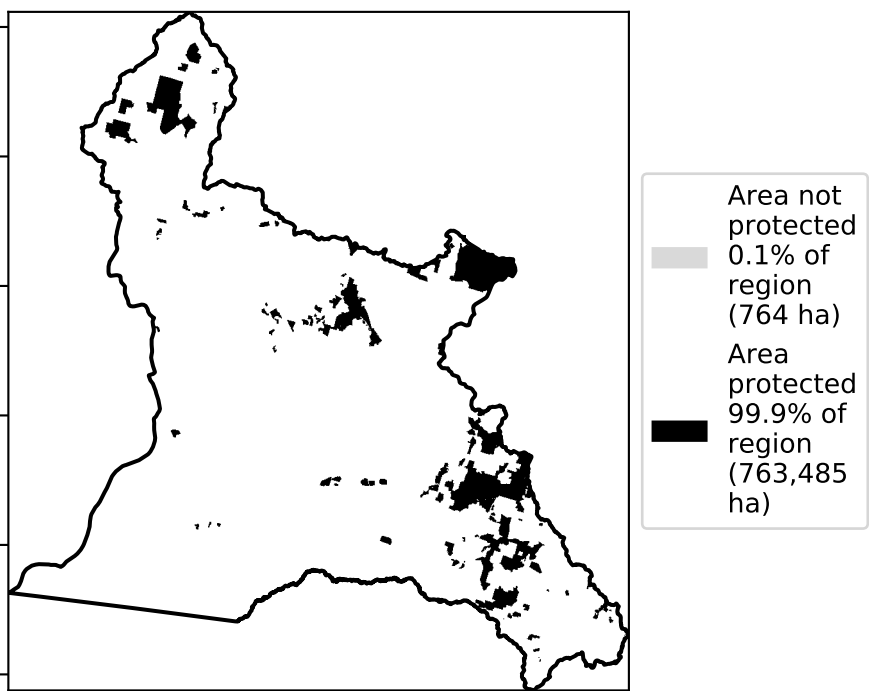 Area not
protected
0.1% of
region
(764 ha)
Area
protected
99.9% of
region
(763,485
ha)